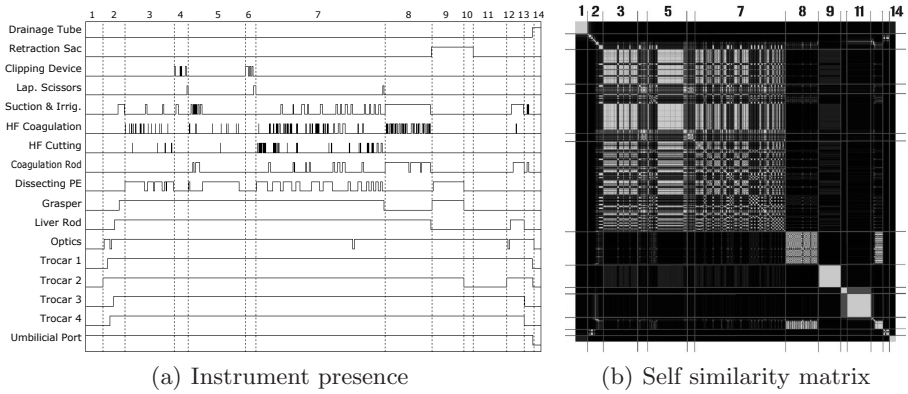 1 2 3 4 5 6 7 8 9 10 11 12 13 14
Drainage Tube
Retraction Sac
Clipping Device
Lap. Scissors
Suction & Irrig.
HF Coagulation
HF Cutting
Coagulation Rod
Dissecting PE
Grasper
Liver Rod
Optics
Trocar 1
Trocar 2
Trocar 3
Trocar 4
Umbilicial Port
(a) Instrument presence
1 2 3 5 7 8 9 11 14
(b) Self similarity matrix